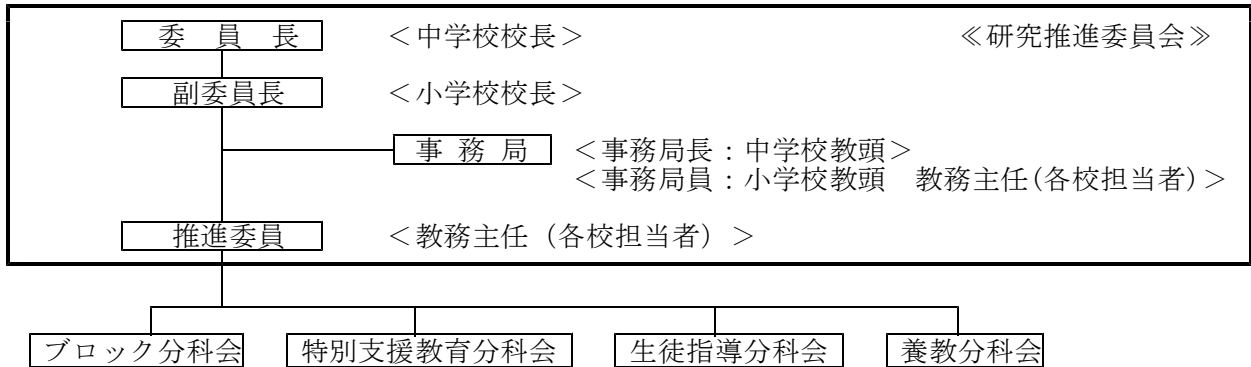 委　員　長　＜中学校校長＞　≪研究推進委員会≫
副委員長　＜小学校校長＞
事 務 局　＜事務局長：中学校教頭＞
＜事務局員：小学校教頭　教務主任(各校担当者)＞
推進委員　＜教務主任（各校担当者）＞
ブロック分科会　特別支援教育分科会　生徒指導分科会　養教分科会